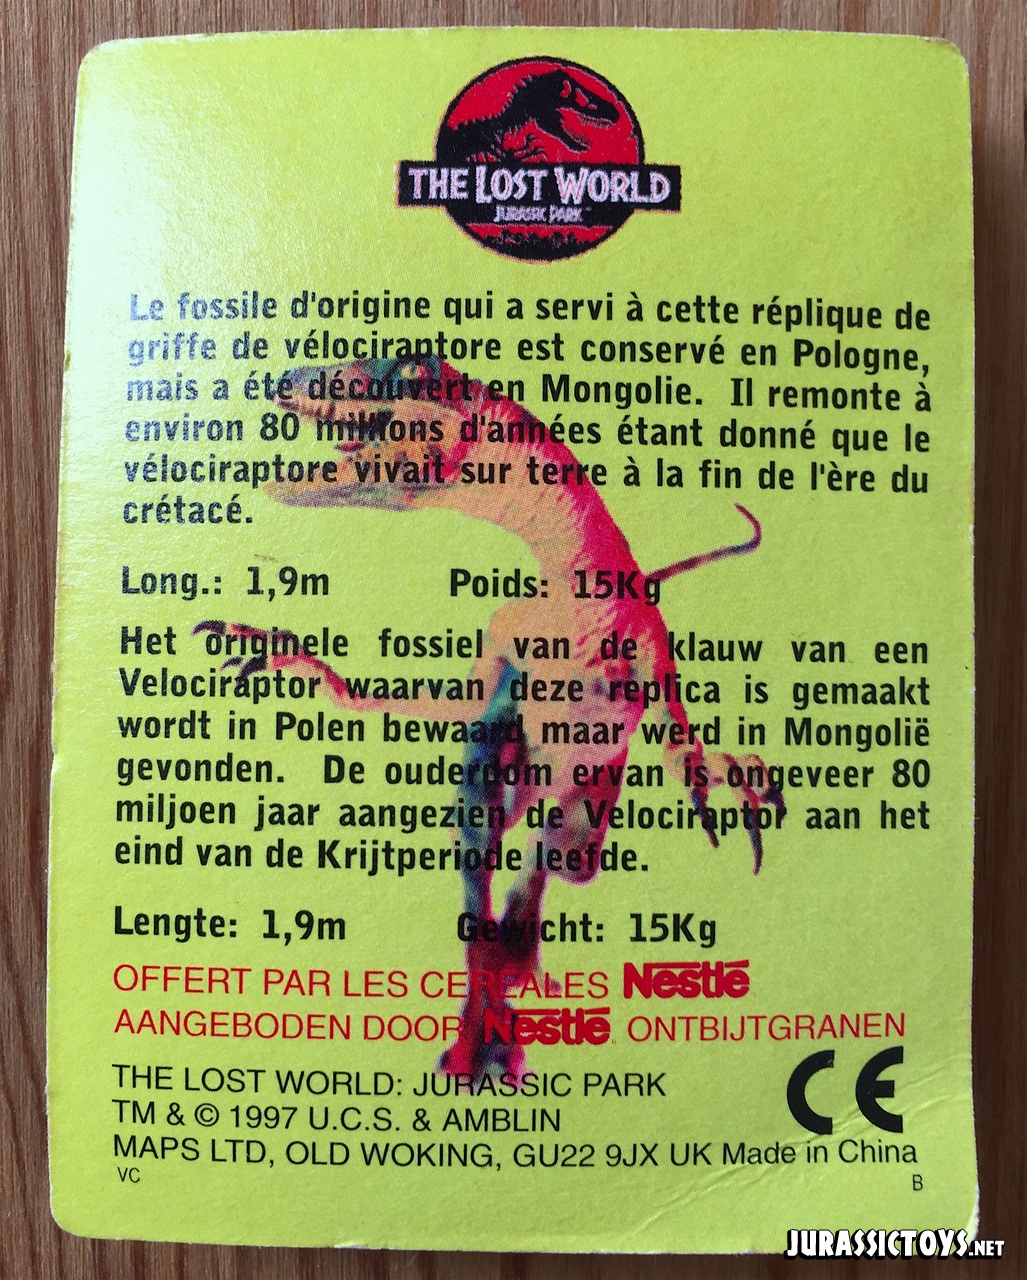 THE LOST WORLD
JURASSIC PARK
Le fossile d'origine qui a servi à cette réplique de
griffe de vélociraptore est conservé en Pologne,
mais a éte découvert en Mongolie. Il remonte à
environ 80 millions d'années étant donné que le
vélociraptore vivait sur terre à la fin de l'ère du
crétacé.
Long.: 1,9m Poids: 15Kg
Het originele fossiel van de klauw van een
Velociraptor waarvan deze replica is gemaakt
wordt in Polen bewaard maar werd in Mongolië
gevonden. De ouderdom ervan is ongeveer 80
miljoen jaar aangezien de Velociraptor aan het
eind van de Krijtperiode leefde.
Lengte: 1,9m Gewicht: 15Kg
OFFERT PAR LES CEREALES Nestlé
AANGEBODEN DOOR Nestlé ONTBIJTGRANEN
THE LOST WORLD: JURASSIC PARK
TM & © 1997 U.C.S. & AMBLIN
MAPS LTD, OLD WOKING, GU22 9JX UK Made in China
CE
VC B
JURASSICTOYS.NET